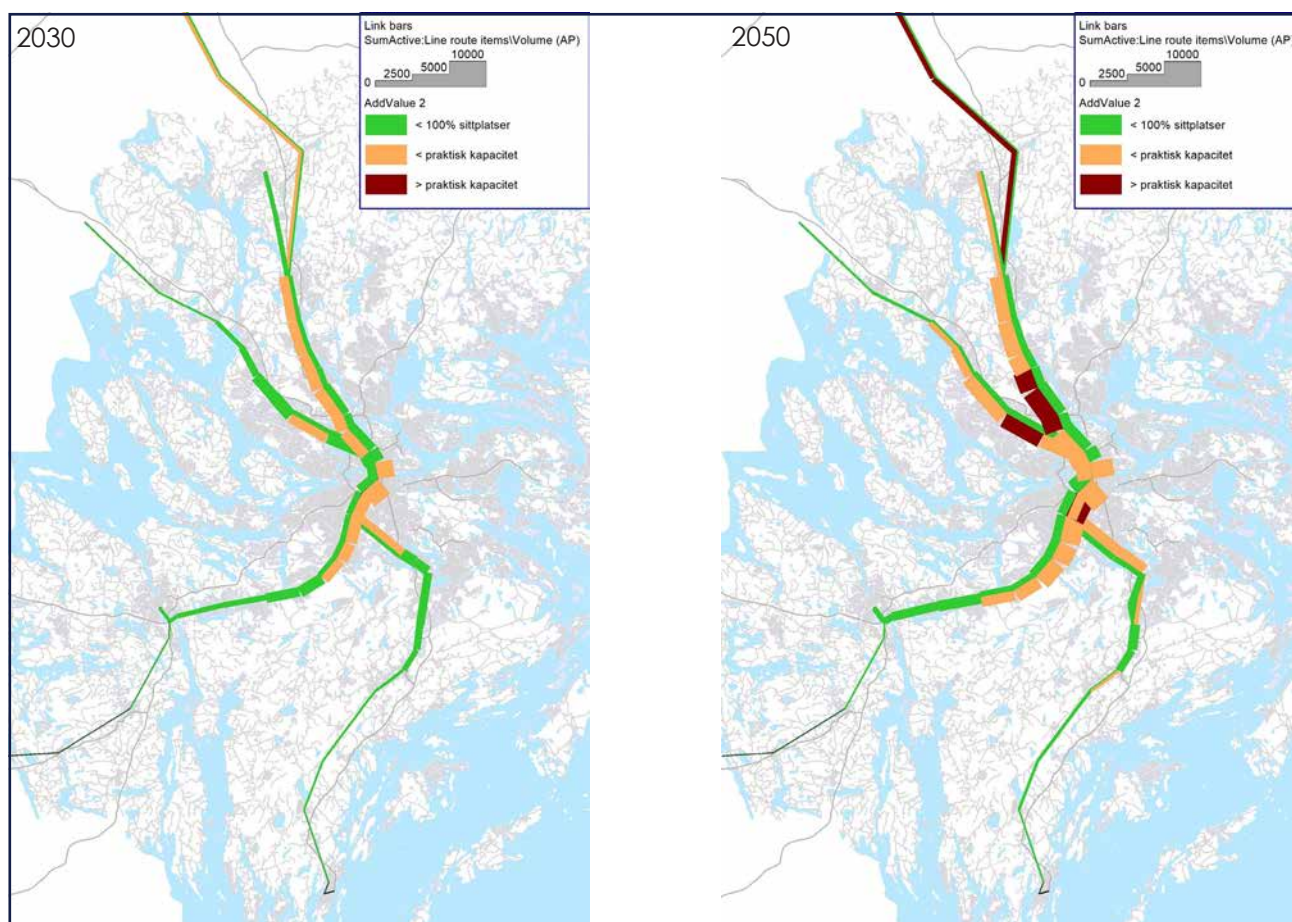 2030
Link bars
SumActive:Line route items\Volume (AP)
10000
5000
2500
0
AddValue 2
< 100% sittplatser
< praktisk kapacitet
> praktisk kapacitet
2050
Link bars
SumActive:Line route items\Volume (AP)
10000
5000
2500
0
AddValue 2
< 100% sittplatser
< praktisk kapacitet
> praktisk kapacitet